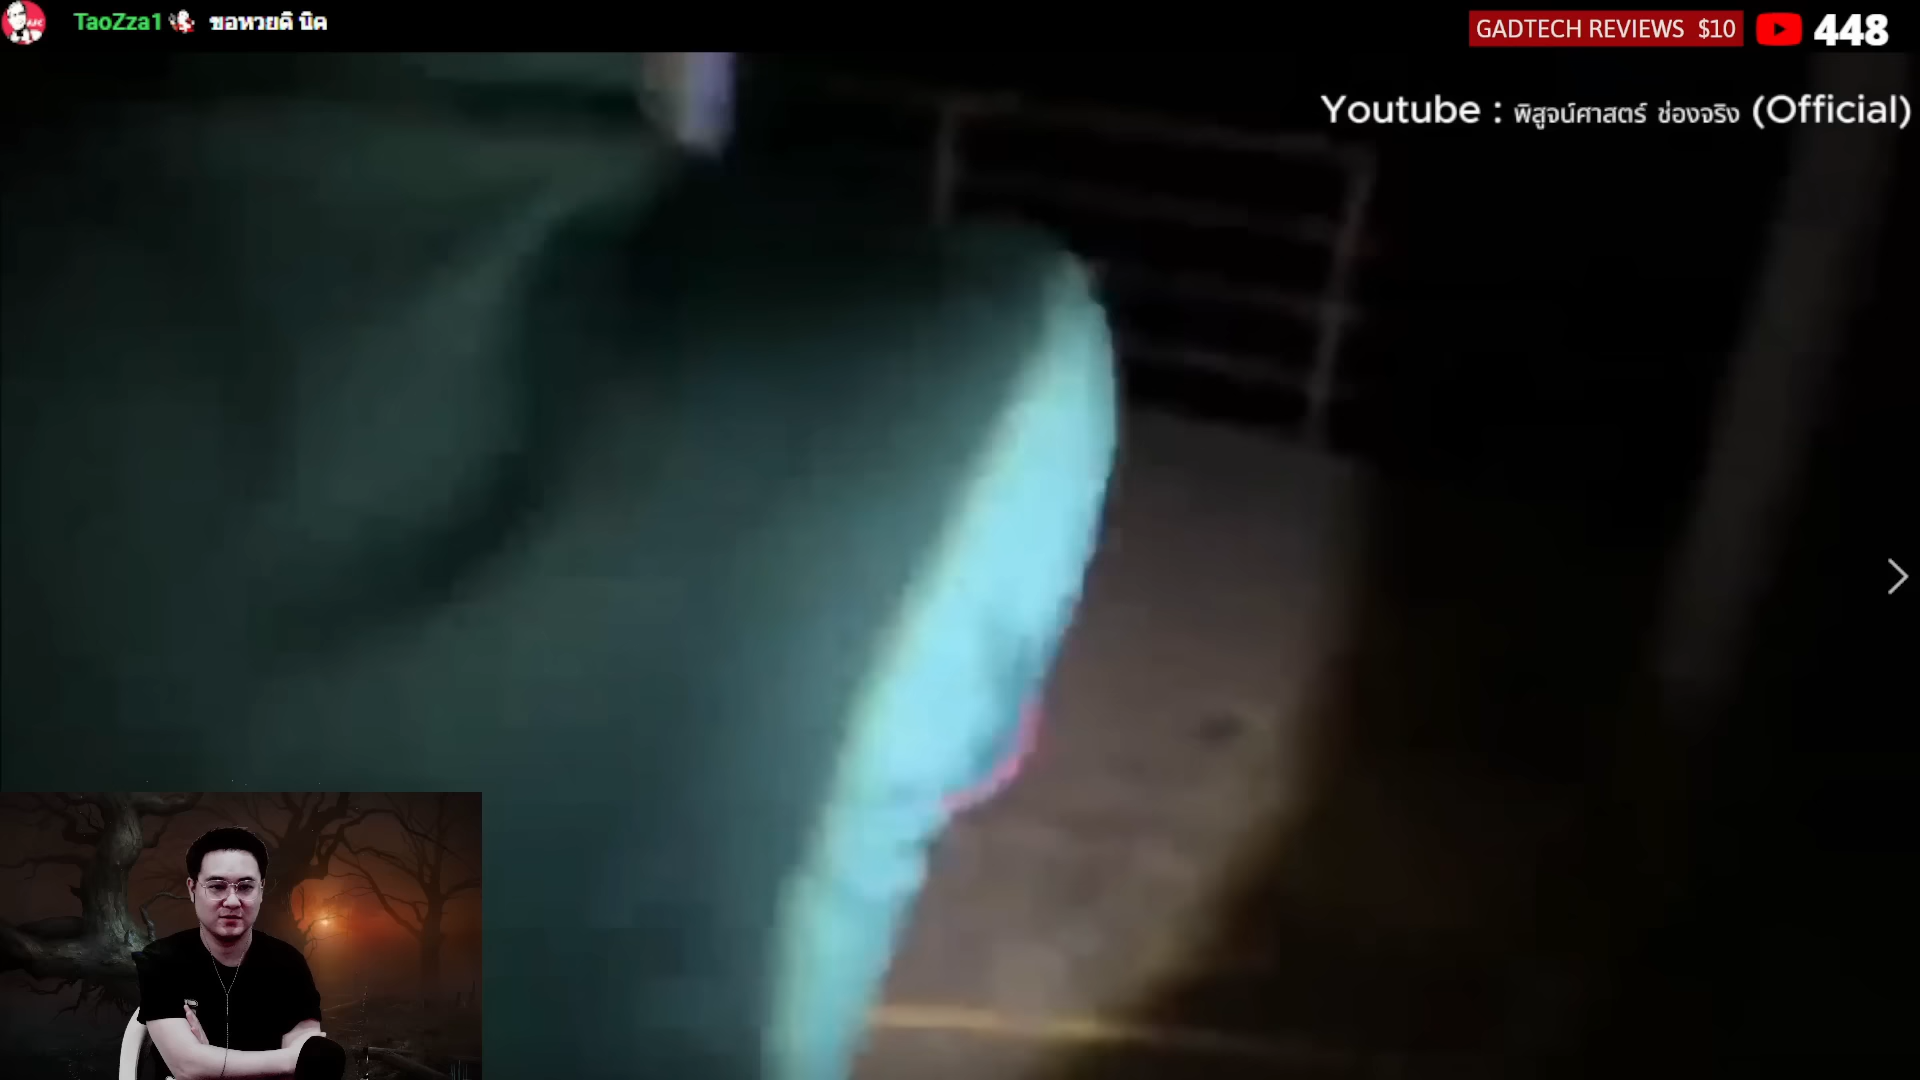 TaoZza1 ขอหวยดิ นิค
GADTECH REVIEWS $10
448
Youtube : พิสูจน์ศาสตร์ ช่องจริง (Official)